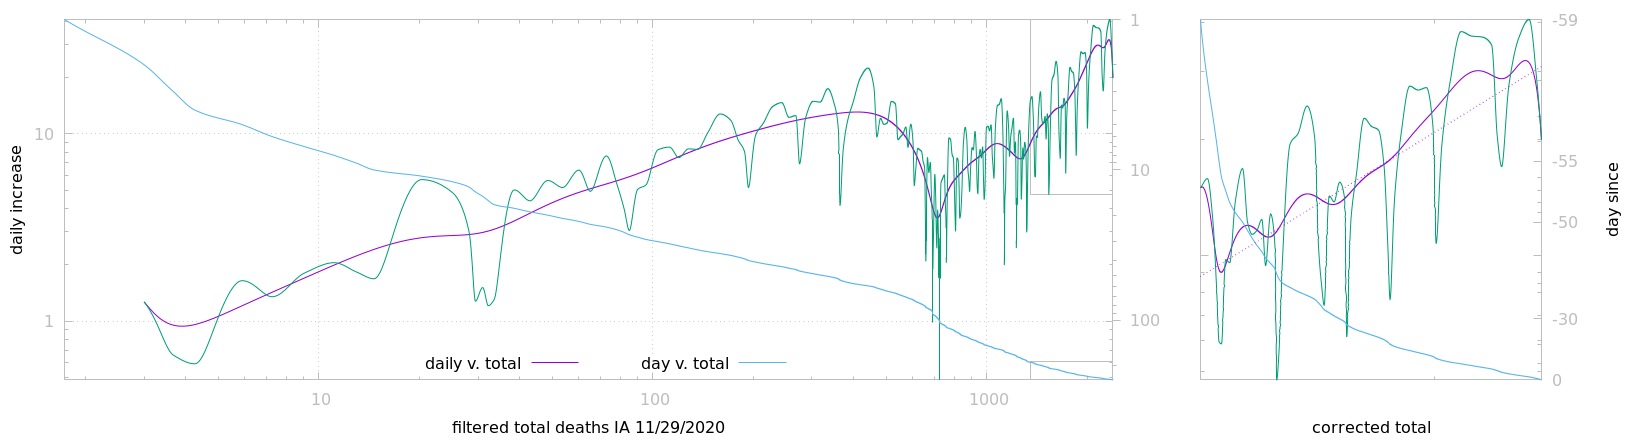 daily increase
10
1
daily v. total
day v. total
10
100
1000
filtered total deaths IA 11/29/2020
1
10
100
-59
-55
-50
-30
0
day since
corrected total